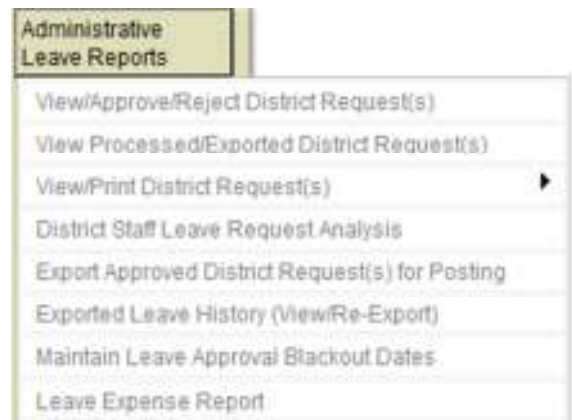 Administrative
Leave Reports
View/Approve/Reject District Request(s)
View Processed/Exported District Request(s)
View/Print District Request(s)
District Staff Leave Request Analysis
Export Approved District Request(s) for Posting
Exported Leave History (View/Re-Export)
Maintain Leave Approval Blackout Dates
Leave Expense Report